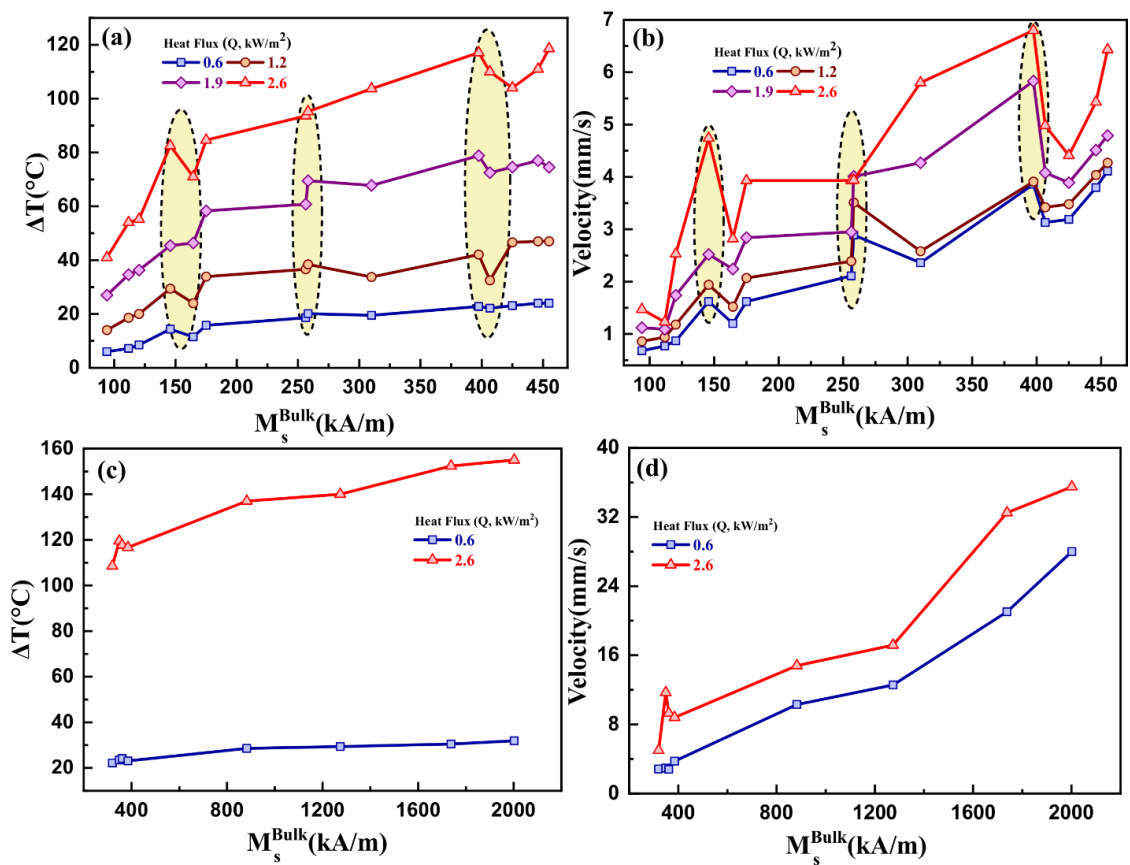 (a)
Heat Flux (Q, kW/m²)
0.6 1.2
1.9 2.6
ΔT(°C)
0
20
40
60
80
100
120
100 150 200 250 300 350 400 450
M_s^Bulk(kA/m)
(b)
Heat Flux (Q, kW/m²)
0.6 1.2
1.9 2.6
Velocity(mm/s)
1
2
3
4
5
6
7
100 150 200 250 300 350 400 450
M_s^Bulk(kA/m)
(c)
Heat Flux (Q, kW/m²)
0.6
2.6
ΔT(°C)
20
40
60
80
100
120
140
160
400 800 1200 1600 2000
M_s^Bulk(kA/m)
(d)
Heat Flux (Q, kW/m²)
0.6
2.6
Velocity(mm/s)
0
8
16
24
32
40
400 800 1200 1600 2000
M_s^Bulk(kA/m)